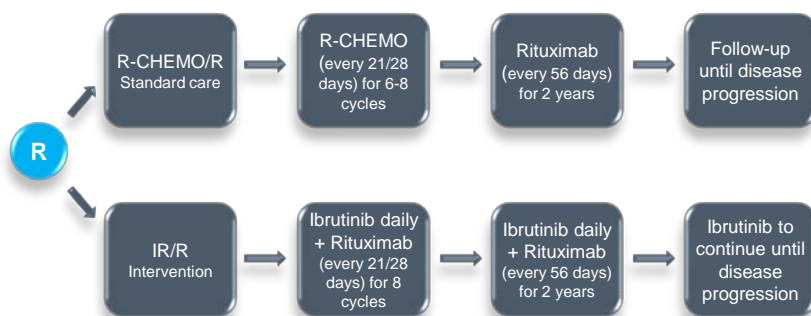 R-CHEMO/R
Standard care
R-CHEMO
(every 21/28
days) for 6-8
cycles
Rituximab
(every 56 days)
for 2 years
Follow-up
until disease
progression
R
IR/R
Intervention
Ibrutinib daily
+ Rituximab
(every 21/28
days) for 8
cycles
Ibrutinib daily
+ Rituximab
(every 56 days)
for 2 years
Ibrutinib to
continue until
disease
progression